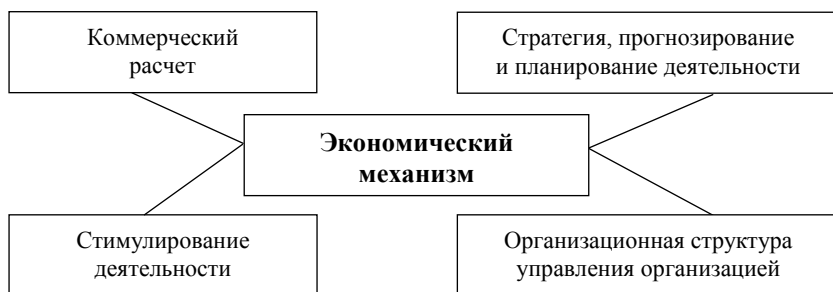 Коммерческий
расчет
Стратегия, прогнозирование
и планирование деятельности
Экономический
механизм
Стимулирование
деятельности
Организационная структура
управления организацией